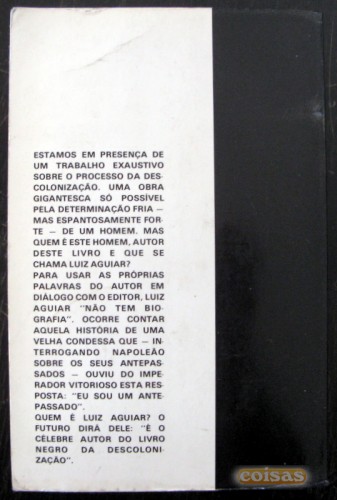 ESTAMOS EM PRESENÇA DE
UM TRABALHO EXAUSTIVO
SOBRE O PROCESSO DA DES-
COLONIZAÇÃO. UMA OBRA
GIGANTESCA SÓ POSSÍVEL
PELA DETERMINAÇÃO FRIA —
MAS ESPANTOSAMENTE FOR-
TE — DE UM HOMEM. MAS
QUEM É ESTE HOMEM, AUTOR
DESTE LIVRO E QUE SE
CHAMA LUIZ AGUIAR?
PARA USAR AS PRÓPRIAS
PALAVRAS DO AUTOR EM
DIÁLOGO COM O EDITOR, LUIZ
AGUIAR "NÃO TEM BIO-
GRAFIA". OCORRE CONTAR
AQUELA HISTÓRIA DE UMA
VELHA CONDESSA QUE — IN-
TERROGANDO NAPOLEÃO
SOBRE OS SEUS ANTEPAS-
SADOS — OUVIU DO IMPE-
RADOR VITORIOSO ESTA RES-
POSTA: "EU SOU UM ANTE-
PASSADO".
QUEM É LUIZ AGUIAR? O
FUTURO DIRÁ DELE: "É O
CÉLEBRE AUTOR DO LIVRO
NEGRO DA DESCOLONI-
ZAÇÃO".
coisas